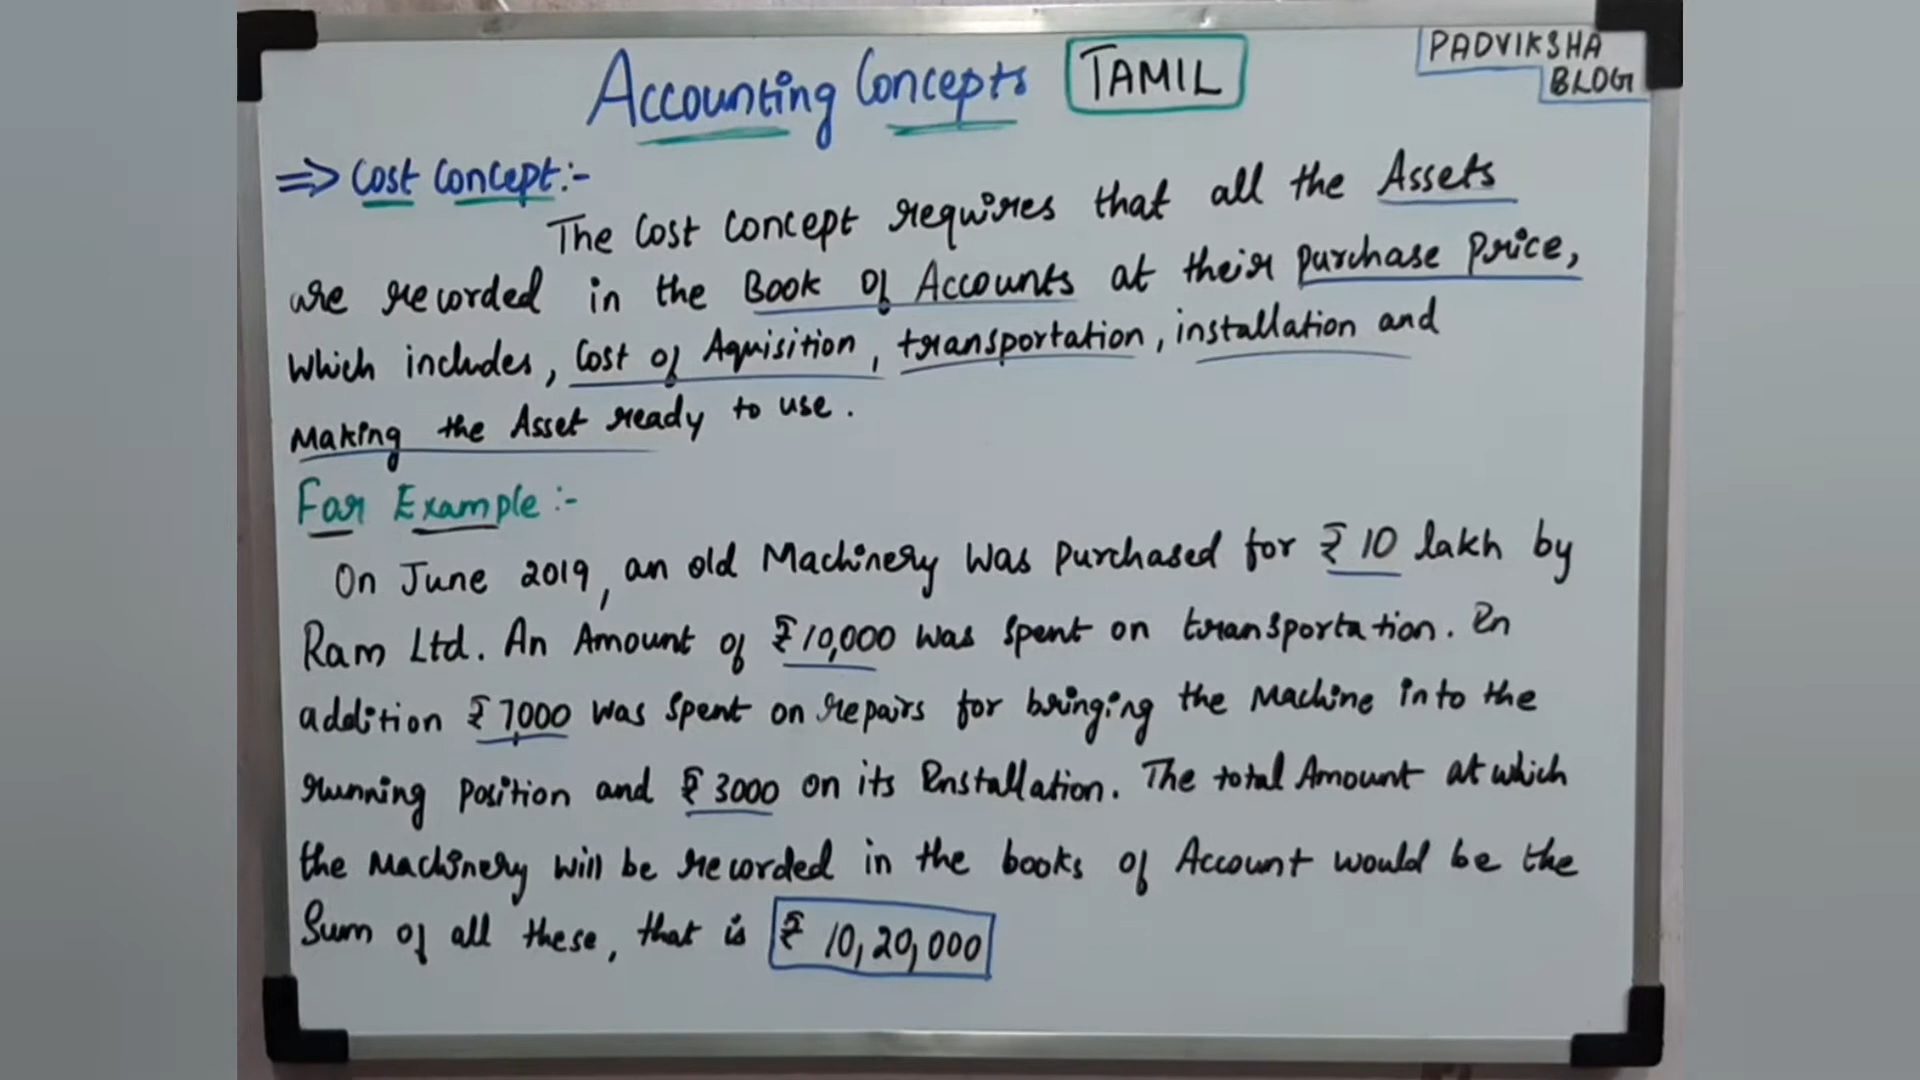 Accounting Concepts TAMIL
PADVIKSHA
BLOG
⇒ Cost Concept:-
The Cost Concept requires that all the Assets
are recorded in the Book of Accounts at their purchase price,
Which includes, Cost of Aquisition, transportation, installation and
Making the Asset ready to use.
For Example:-
On June 2019, an old Machinery Was purchased for ₹ 10 lakh by
Ram Ltd. An Amount of ₹ 10,000 was spent on transportation. In
addition ₹ 7000 was spent on repairs for bringing the Machine into the
running position and ₹ 3000 on its Installation. The total Amount at which
the Machinery will be recorded in the books of Account would be the
Sum of all these, that is ₹ 10,20,000